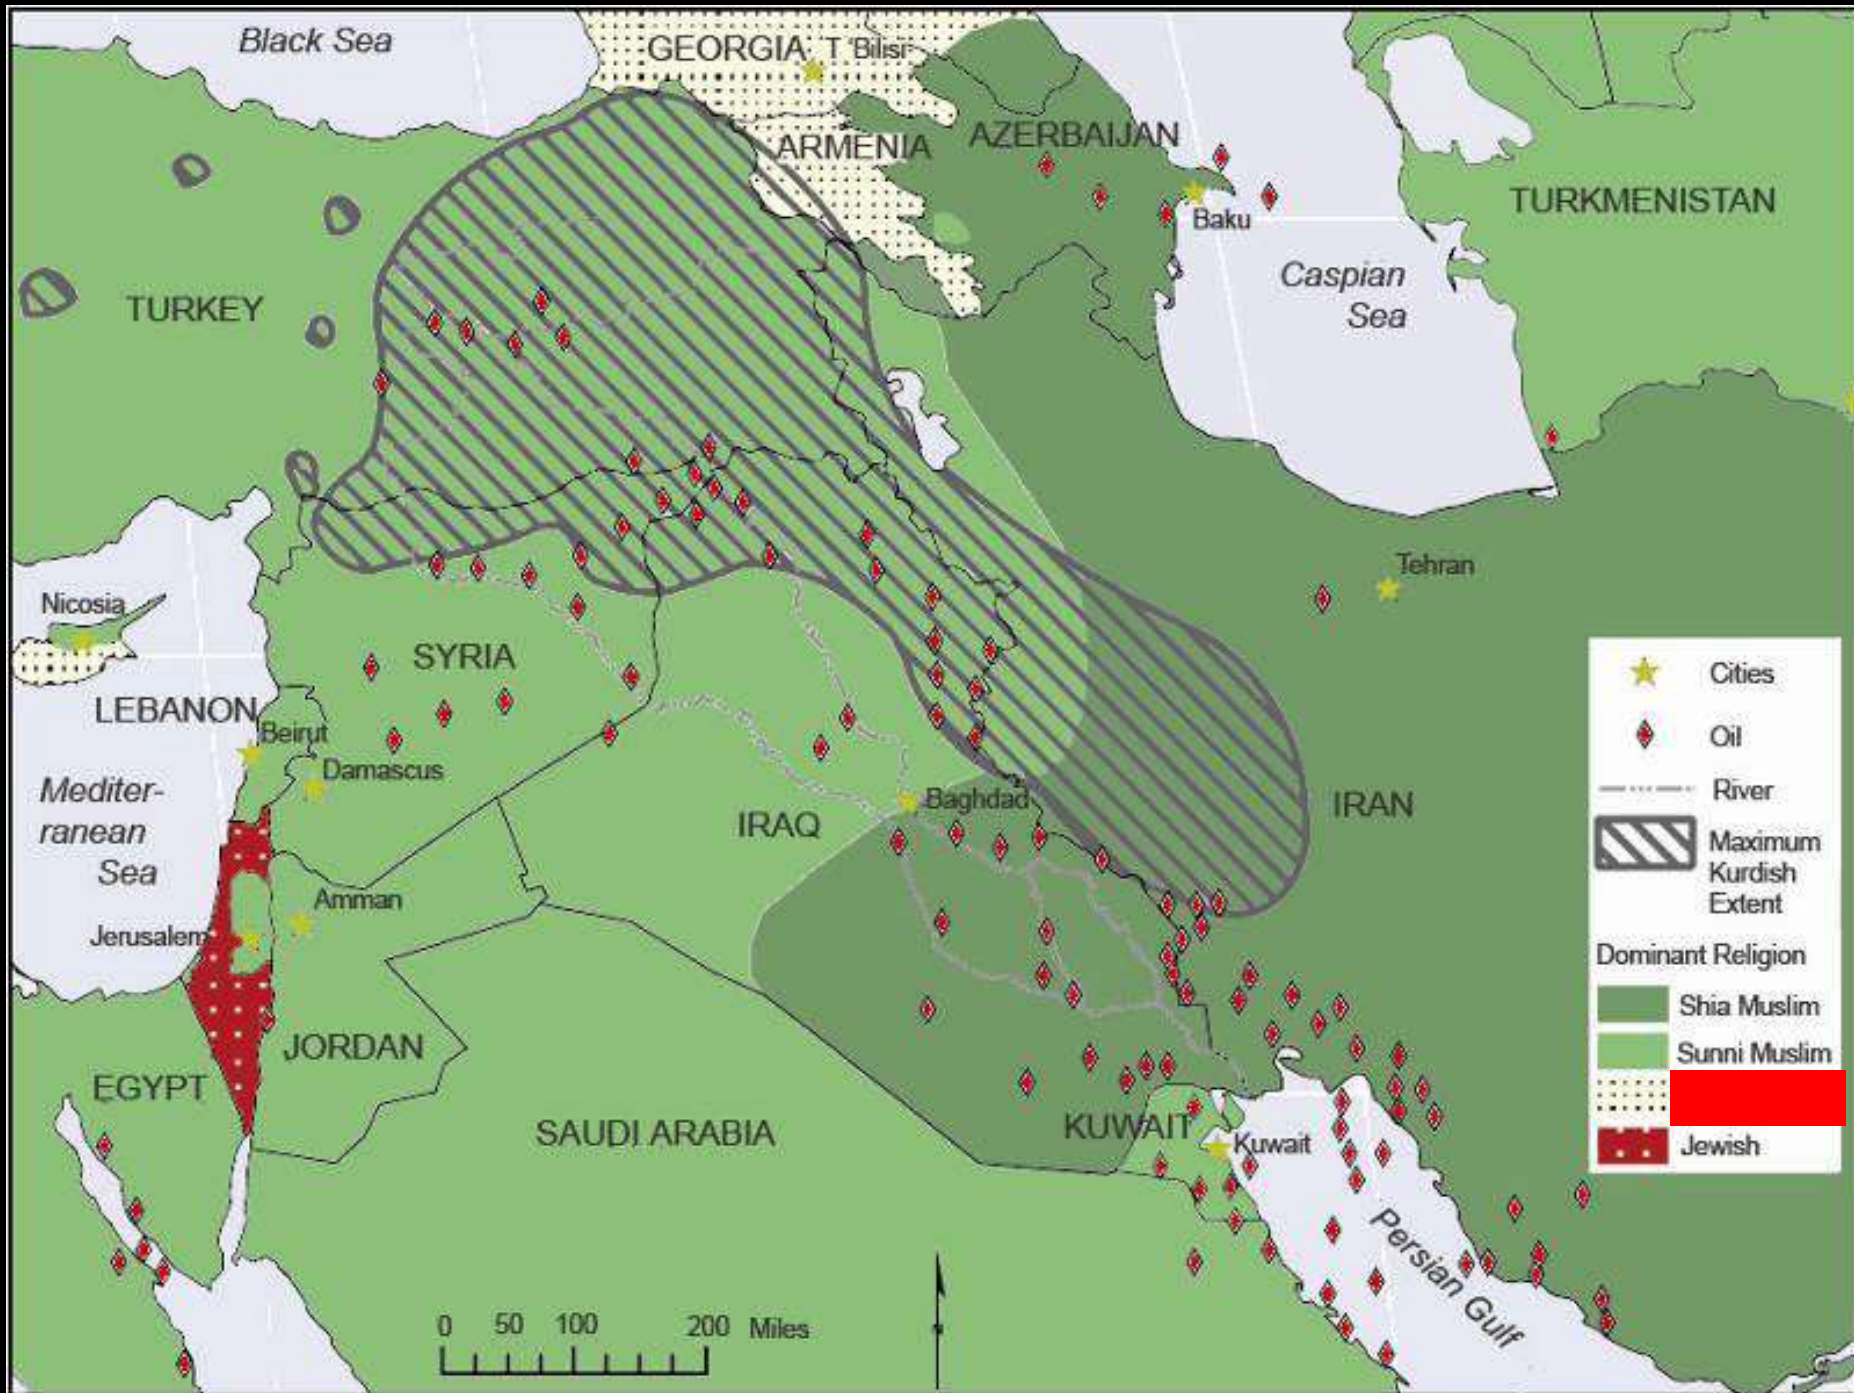 Black Sea
GEORGIA
T'Bilisi
ARMENIA
AZERBAIJAN
TURKMENISTAN
Baku
Caspian
Sea
TURKEY
Tehran
Nicosia
SYRIA
LEBANON
Beirut
Damascus
Mediter-
ranean
Sea
Baghdad
IRAQ
IRAN
Amman
Jerusalem
JORDAN
EGYPT
SAUDI ARABIA
KUWAIT
Kuwait
Persian Gulf
0 50 100 200 Miles
Cities
Oil
River
Maximum
Kurdish
Extent
Dominant Religion
Shia Muslim
Sunni Muslim
Jewish